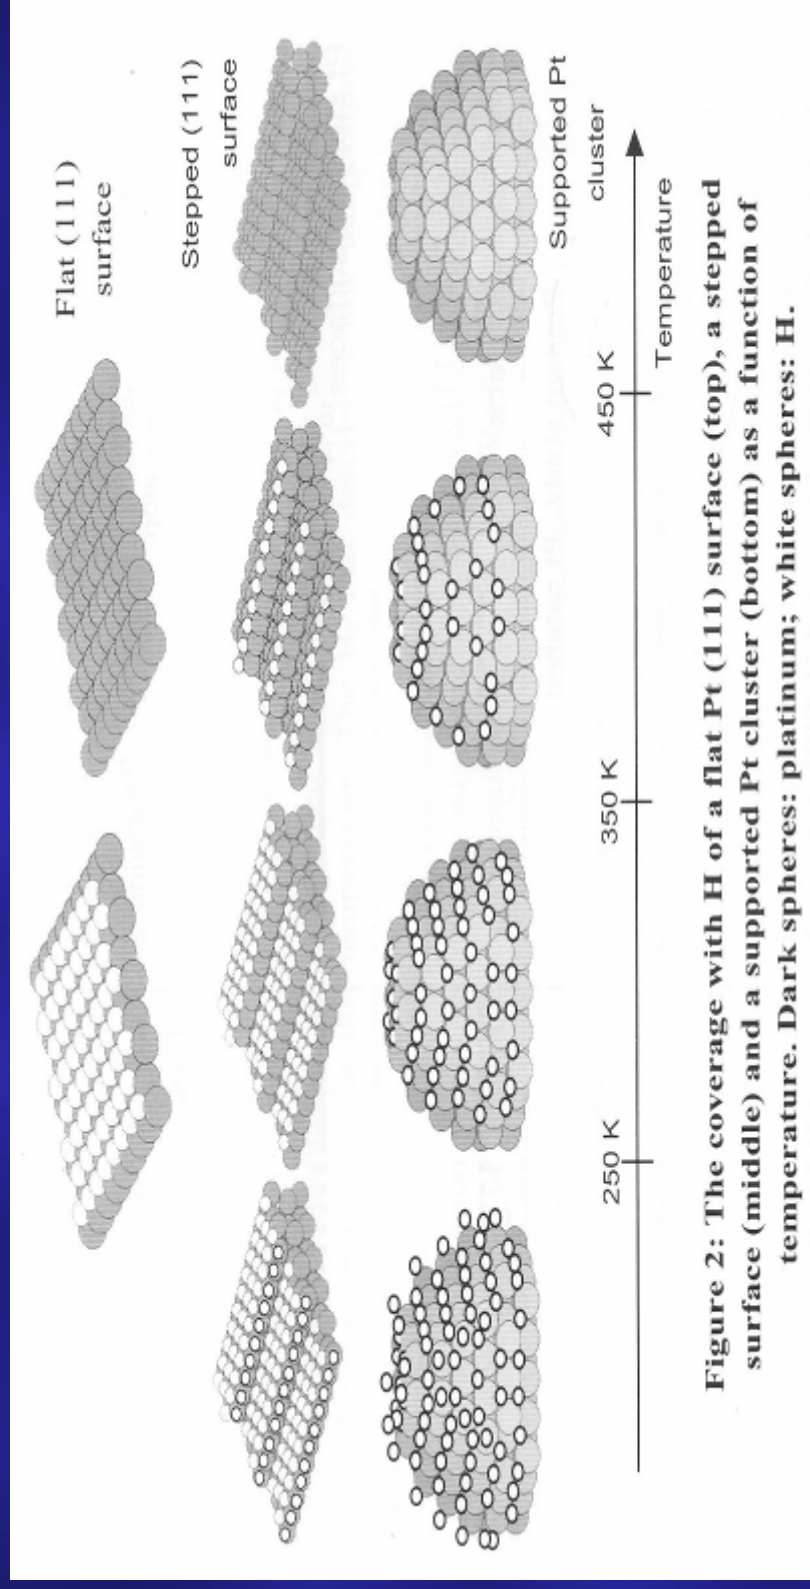 Flat (111)
surface
Stepped (111)
surface
Supported Pt
cluster
250 K
350 K
450 K
Temperature
Figure 2: The coverage with H of a flat Pt (111) surface (top), a stepped
surface (middle) and a supported Pt cluster (bottom) as a function of
temperature. Dark spheres: platinum; white spheres: H.